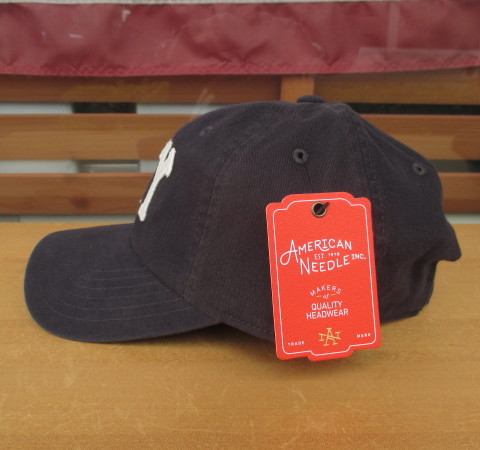 AMERICAN
EST. 1918
NEEDLE INC.
MAKERS
of
QUALITY
HEADWEAR
TRADE MARK